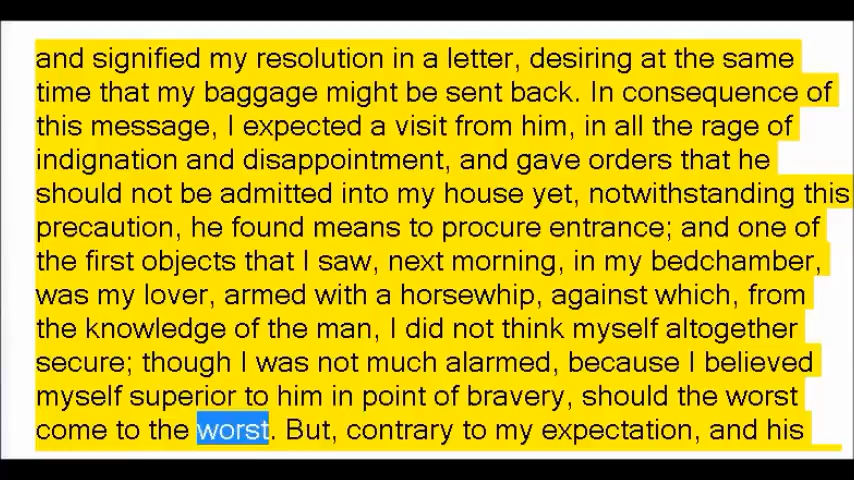 and signified my resolution in a letter, desiring at the same
time that my baggage might be sent back. In consequence of
this message, I expected a visit from him, in all the rage of
indignation and disappointment, and gave orders that he
should not be admitted into my house yet, notwithstanding this
precaution, he found means to procure entrance; and one of
the first objects that I saw, next morning, in my bedchamber,
was my lover, armed with a horsewhip, against which, from
the knowledge of the man, I did not think myself altogether
secure; though I was not much alarmed, because I believed
myself superior to him in point of bravery, should the worst
come to the worst. But, contrary to my expectation, and his